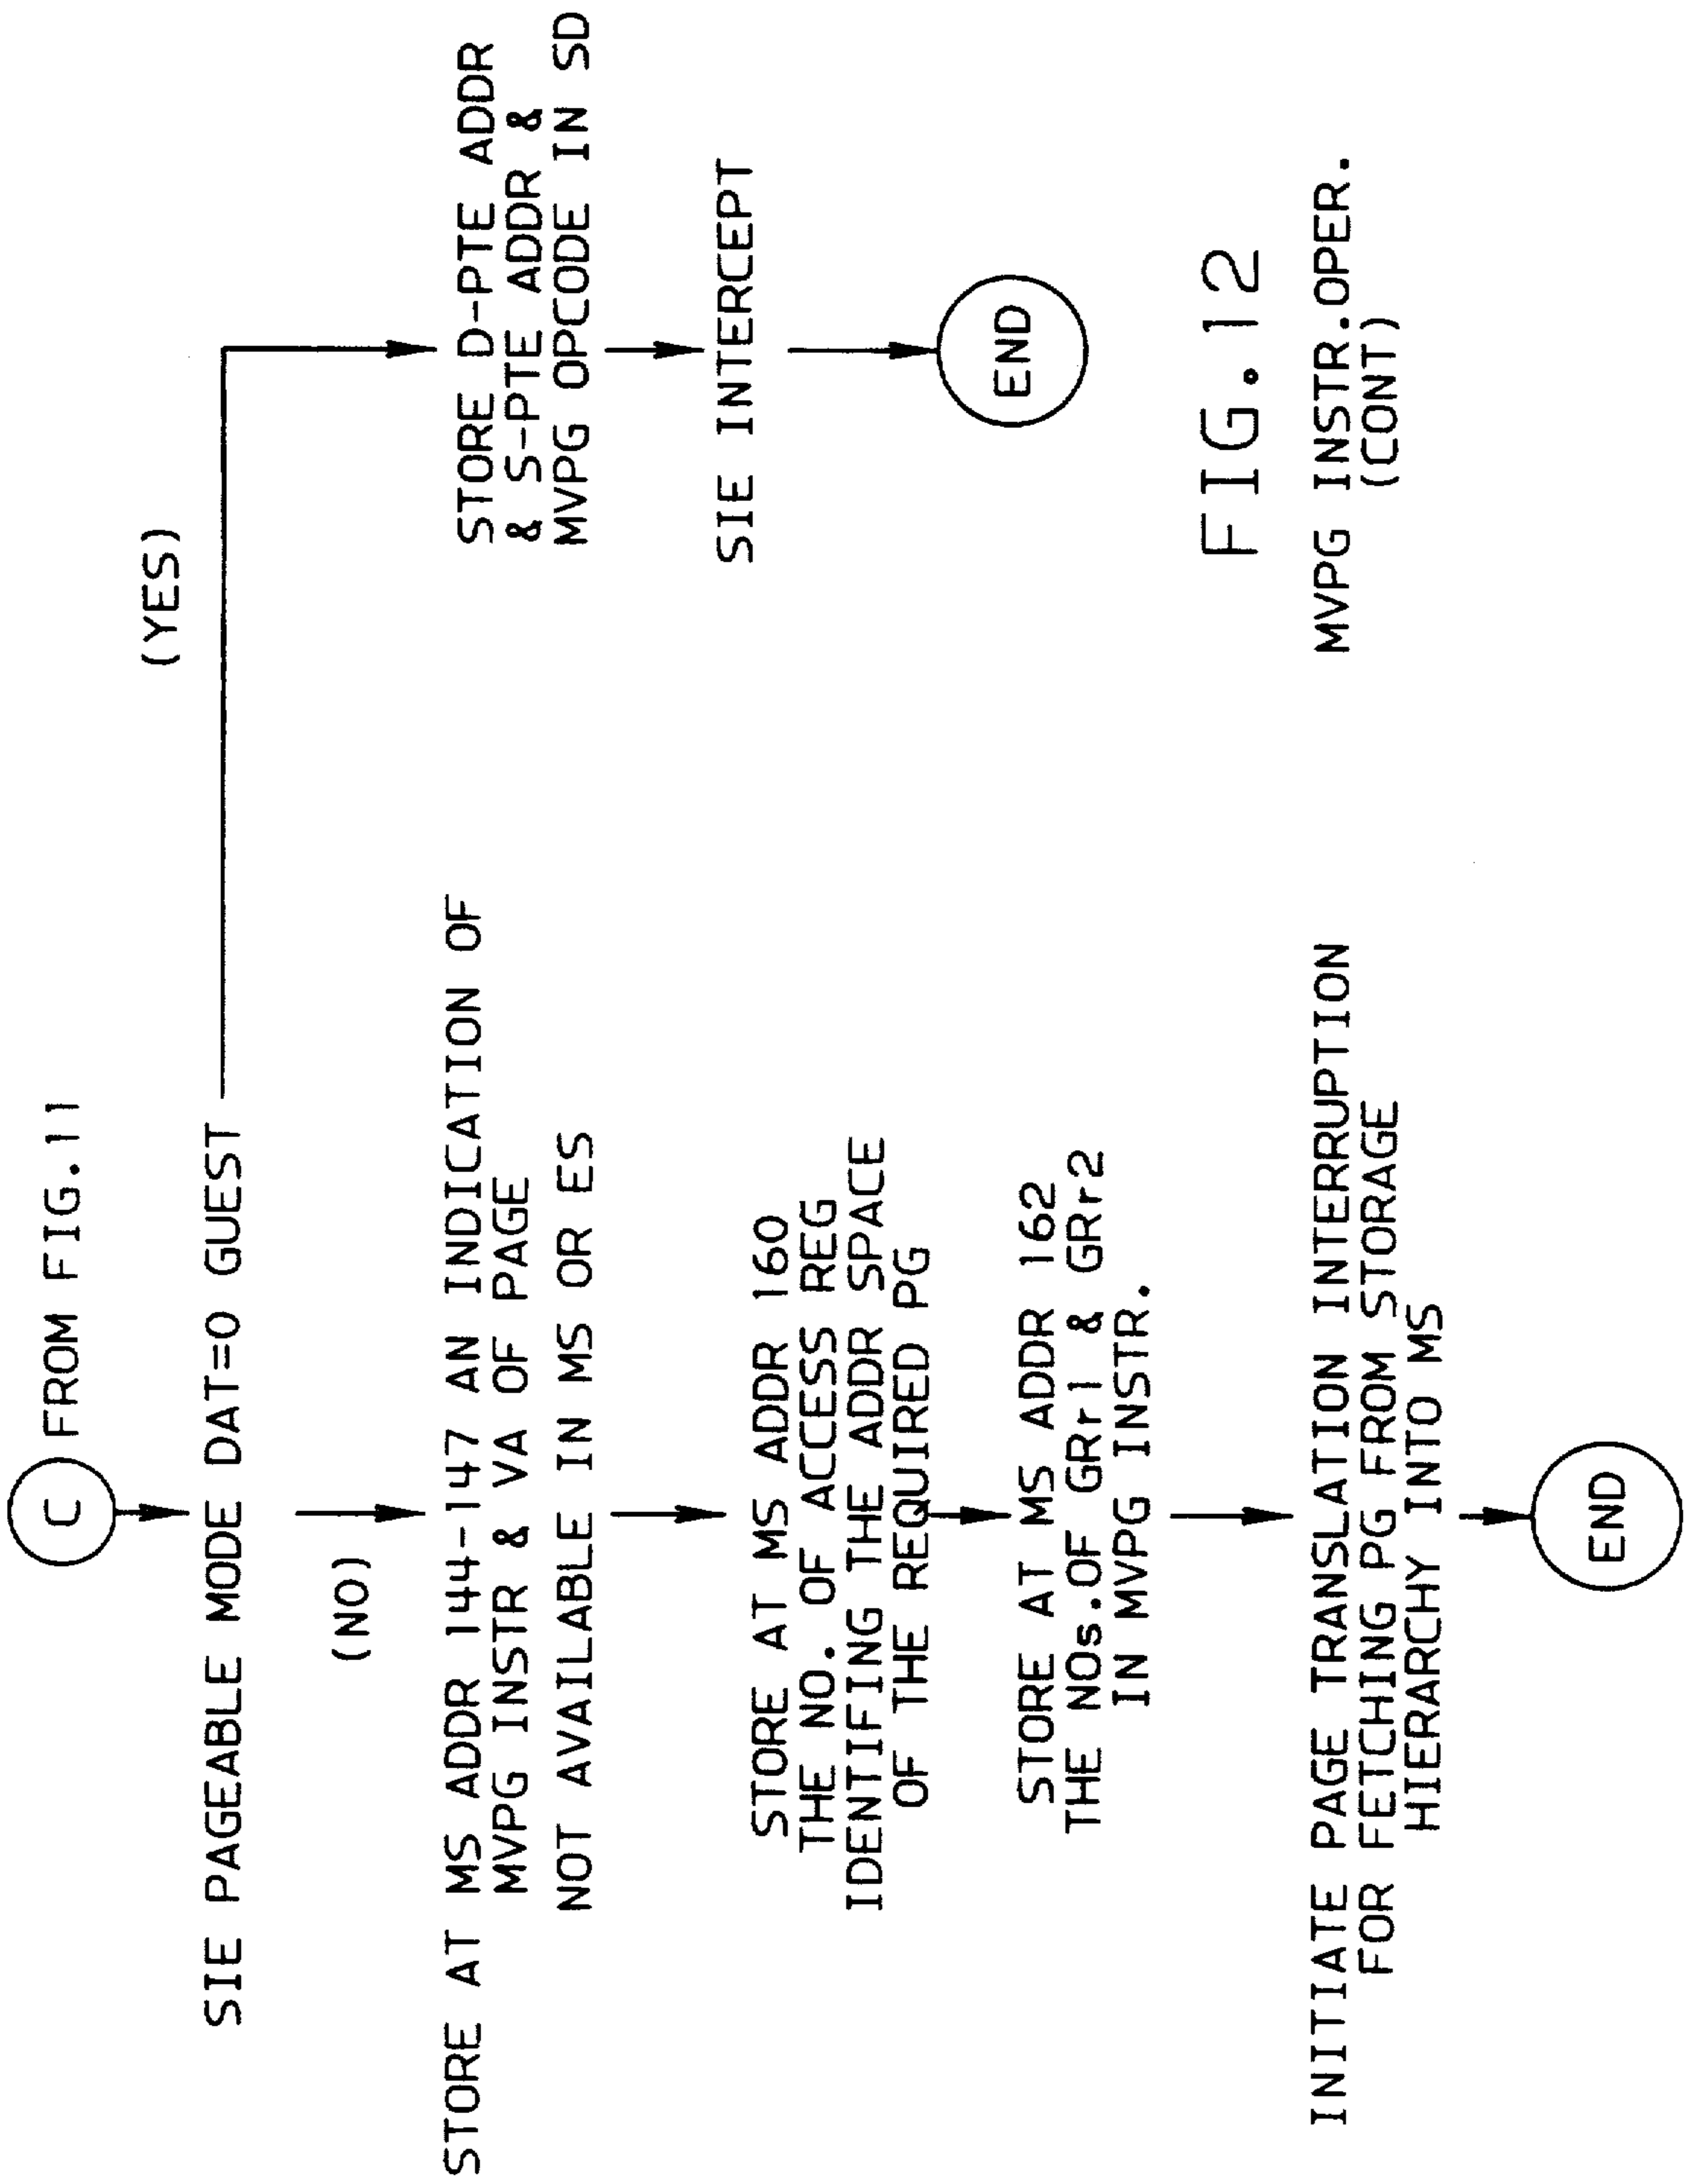 C FROM FIG.11
SIE PAGEABLE MODE DAT=0 GUEST
(YES)
(NO)
STORE AT MS ADDR 144-147 AN INDICATION OF
MVPG INSTR & VA OF PAGE
NOT AVAILABLE IN MS OR ES
STORE AT MS ADDR 160
THE NO. OF ACCESS REG
IDENTIFYING THE ADDR SPACE
OF THE REQUIRED PG
STORE AT MS ADDR 162
THE NOs.OF GRr1 & GRr2
IN MVPG INSTR.
INITIATE PAGE TRANSLATION INTERRUPTION
FOR FETCHING PG FROM STORAGE
HIERARCHY INTO MS
END
STORE D-PTE ADDR
& S-PTE ADDR &
MVPG OPCODE IN SD
SIE INTERCEPT
END
FIG.12
MVPG INSTR.OPER.
(CONT)